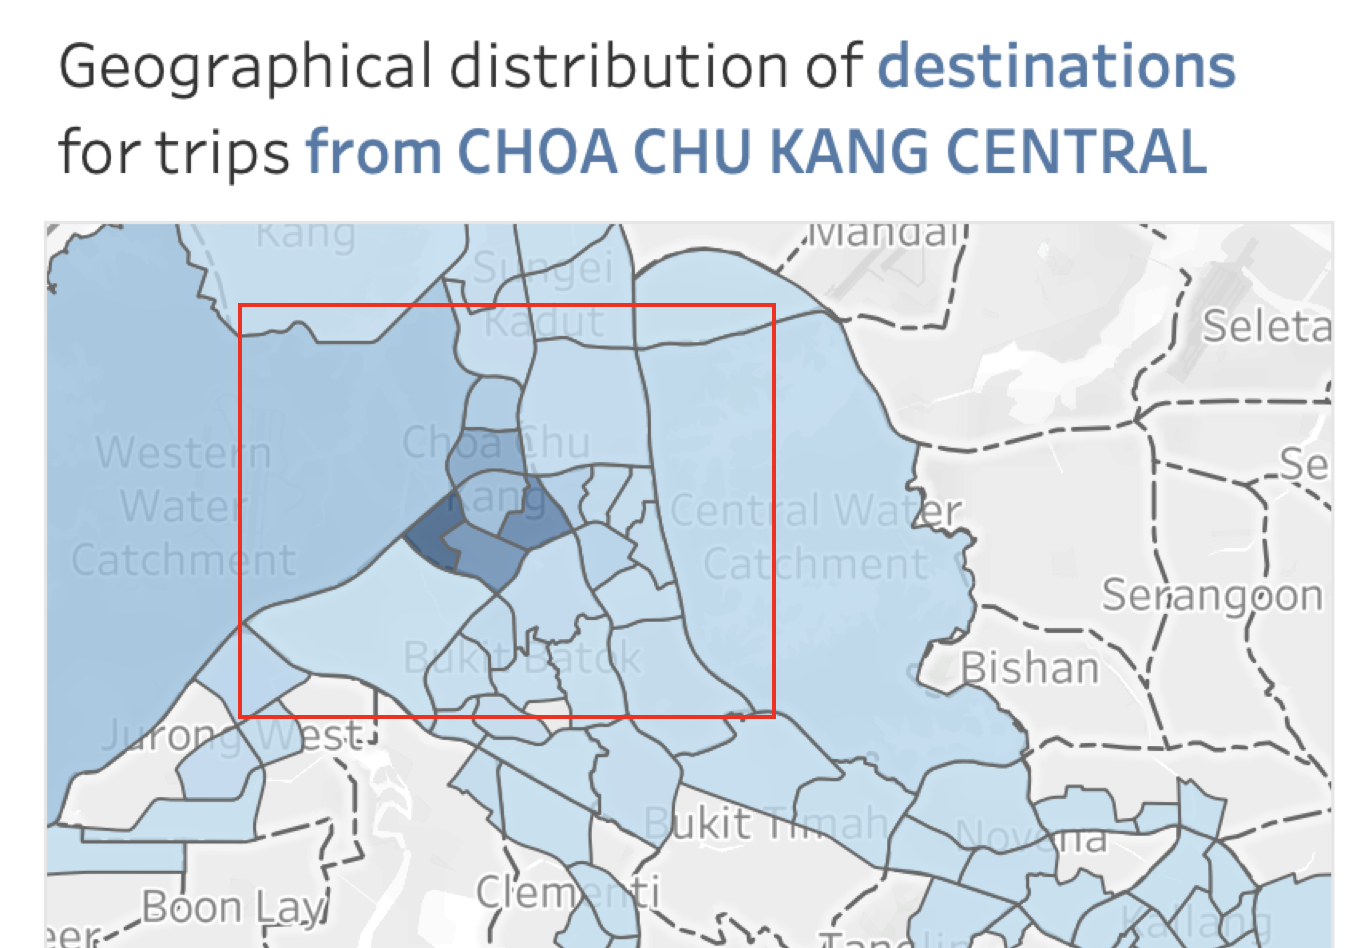 Geographical distribution of destinations
for trips from CHOA CHU KANG CENTRAL
Kang
Mandai
Sungei
Kadut
Seleta
Choa Chu
Kang
Western
Water
Catchment
Se
Central Water
Catchment
Serangoon
Bukit Batok
Bishan
Jurong West
Bukit Timah
Novena
Clementi
Boon Lay
Kallang
eer
Tanglin